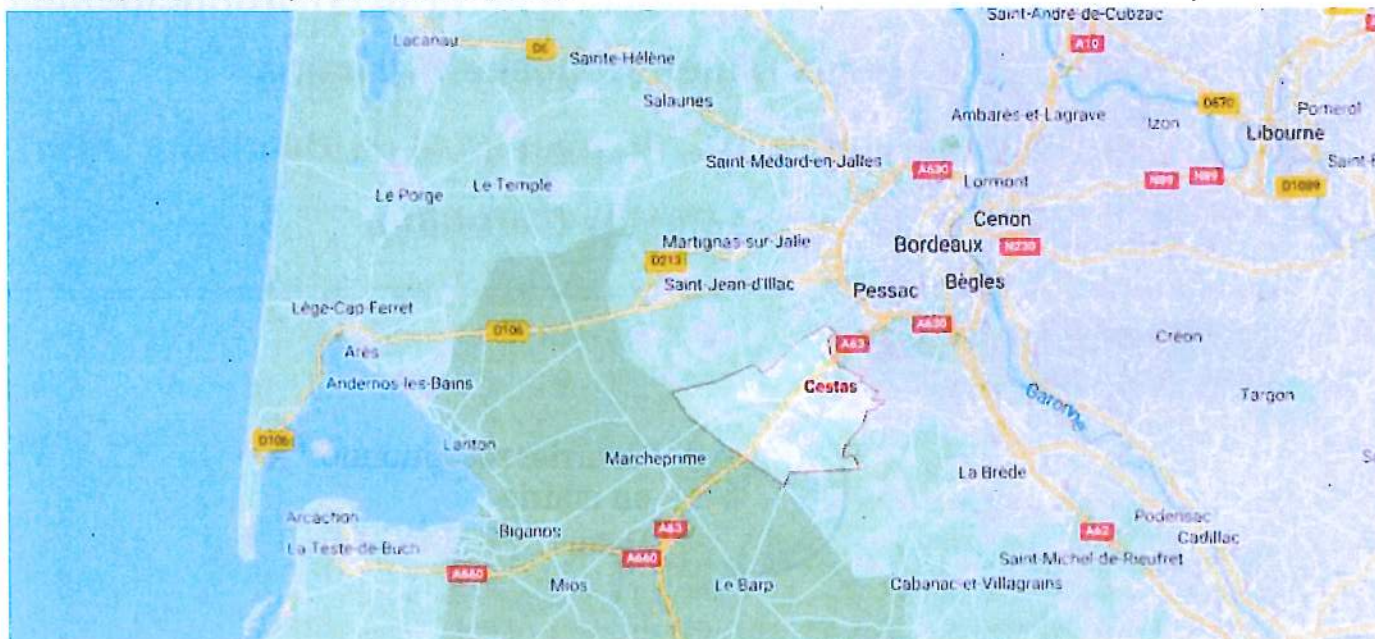 Saint-André-de-Cubzac
Lacanau
D6
A10
Sainte-Hélène
Salaunes
D670
Pomerol
Ambarès-et-Lagrave
Izon
Libourne
Saint-Médard-en-Jalles
A630
Lormont
N89
N89
D1089
Le Porge
Le Temple
Cenon
Martignas-sur-Jalle
Bordeaux
N230
D213
Saint-Jean-d'Illac
Pessac
Bègles
Lège-Cap-Ferret
D106
A630
A63
Créon
Arès
Andernos-les-Bains
Cestas
Garonne
Targon
D106
Lanton
Marcheprime
La Brède
Arcachon
Biganos
A63
A62
Podensac
Cadillac
La Teste-de-Buch
A660
A660
Saint-Michel-de-Rieufret
Mios
Le Barp
Cabanac-et-Villagrains